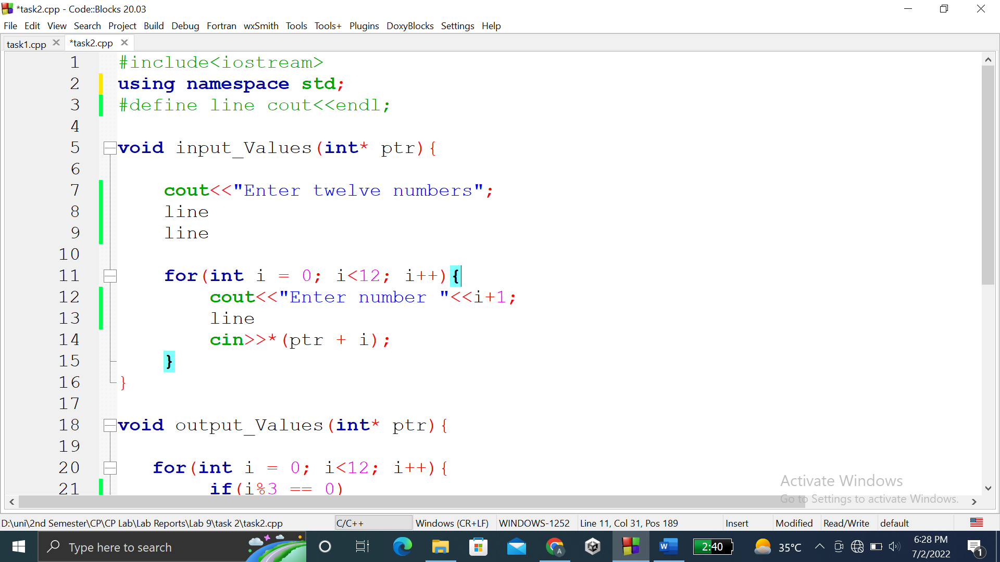 *task2.cpp - Code::Blocks 20.03
File Edit View Search Project Build Debug Fortran wxSmith Tools Tools+ Plugins DoxyBlocks Settings Help
task1.cpp *task2.cpp
1 #include<iostream>
2 using namespace std;
3 #define line cout<<endl;
4
5 void input_Values(int* ptr){
6
7 cout<<"Enter twelve numbers";
8 line
9 line
10
11 for(int i = 0; i<12; i++){
12 cout<<"Enter number "<<i+1;
13 line
14 cin>>*(ptr + i);
15 }
16 }
17
18 void output_Values(int* ptr){
19
20 for(int i = 0; i<12; i++){
21 if(i%3 == 0)
Activate Windows
Go to Settings to activate Windows.
D:\uni\2nd Semester\CP\CP Lab\Lab Reports\Lab 9\task 2\task2.cpp C/C++ Windows (CR+LF) WINDOWS-1252 Line 11, Col 31, Pos 189 Insert Modified Read/Write default
Type here to search 2:40 35°C 6:28 PM
7/2/2022 1